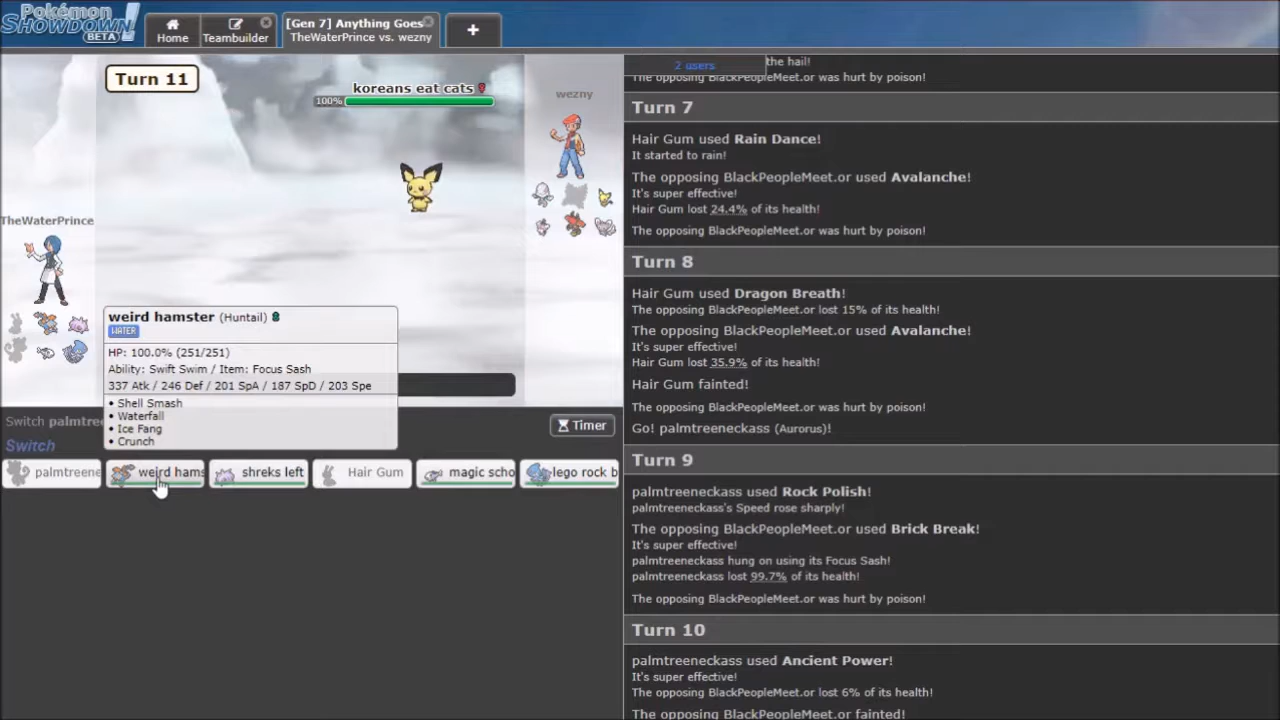 Pokémon
SHOWDOWN!
BETA
Home
Teambuilder
[Gen 7] Anything Goes
TheWaterPrince vs. wezny
+
Turn 11
koreans eat cats
100%
wezny
TheWaterPrince
weird hamster (Huntail)
WATER
HP: 100.0% (251/251)
Ability: Swift Swim / Item: Focus Sash
337 Atk / 246 Def / 201 SpA / 187 SpD / 203 Spe
• Shell Smash
• Waterfall
• Ice Fang
• Crunch
Switch palmtree
Timer
Switch
palmtreene
weird hams
shreks left
Hair Gum
magic scho
lego rock b
2 users
the hail!
The opposing BlackPeopleMeet.or was hurt by poison!
Turn 7
Hair Gum used Rain Dance!
It started to rain!
The opposing BlackPeopleMeet.or used Avalanche!
It's super effective!
Hair Gum lost 24.4% of its health!
The opposing BlackPeopleMeet.or was hurt by poison!
Turn 8
Hair Gum used Dragon Breath!
The opposing BlackPeopleMeet.or lost 15% of its health!
The opposing BlackPeopleMeet.or used Avalanche!
It's super effective!
Hair Gum lost 35.9% of its health!
Hair Gum fainted!
The opposing BlackPeopleMeet.or was hurt by poison!
Go! palmtreeneckass (Aurorus)!
Turn 9
palmtreeneckass used Rock Polish!
palmtreeneckass's Speed rose sharply!
The opposing BlackPeopleMeet.or used Brick Break!
It's super effective!
palmtreeneckass hung on using its Focus Sash!
palmtreeneckass lost 99.7% of its health!
The opposing BlackPeopleMeet.or was hurt by poison!
Turn 10
palmtreeneckass used Ancient Power!
It's super effective!
The opposing BlackPeopleMeet.or lost 6% of its health!
The opposing BlackPeopleMeet.or fainted!